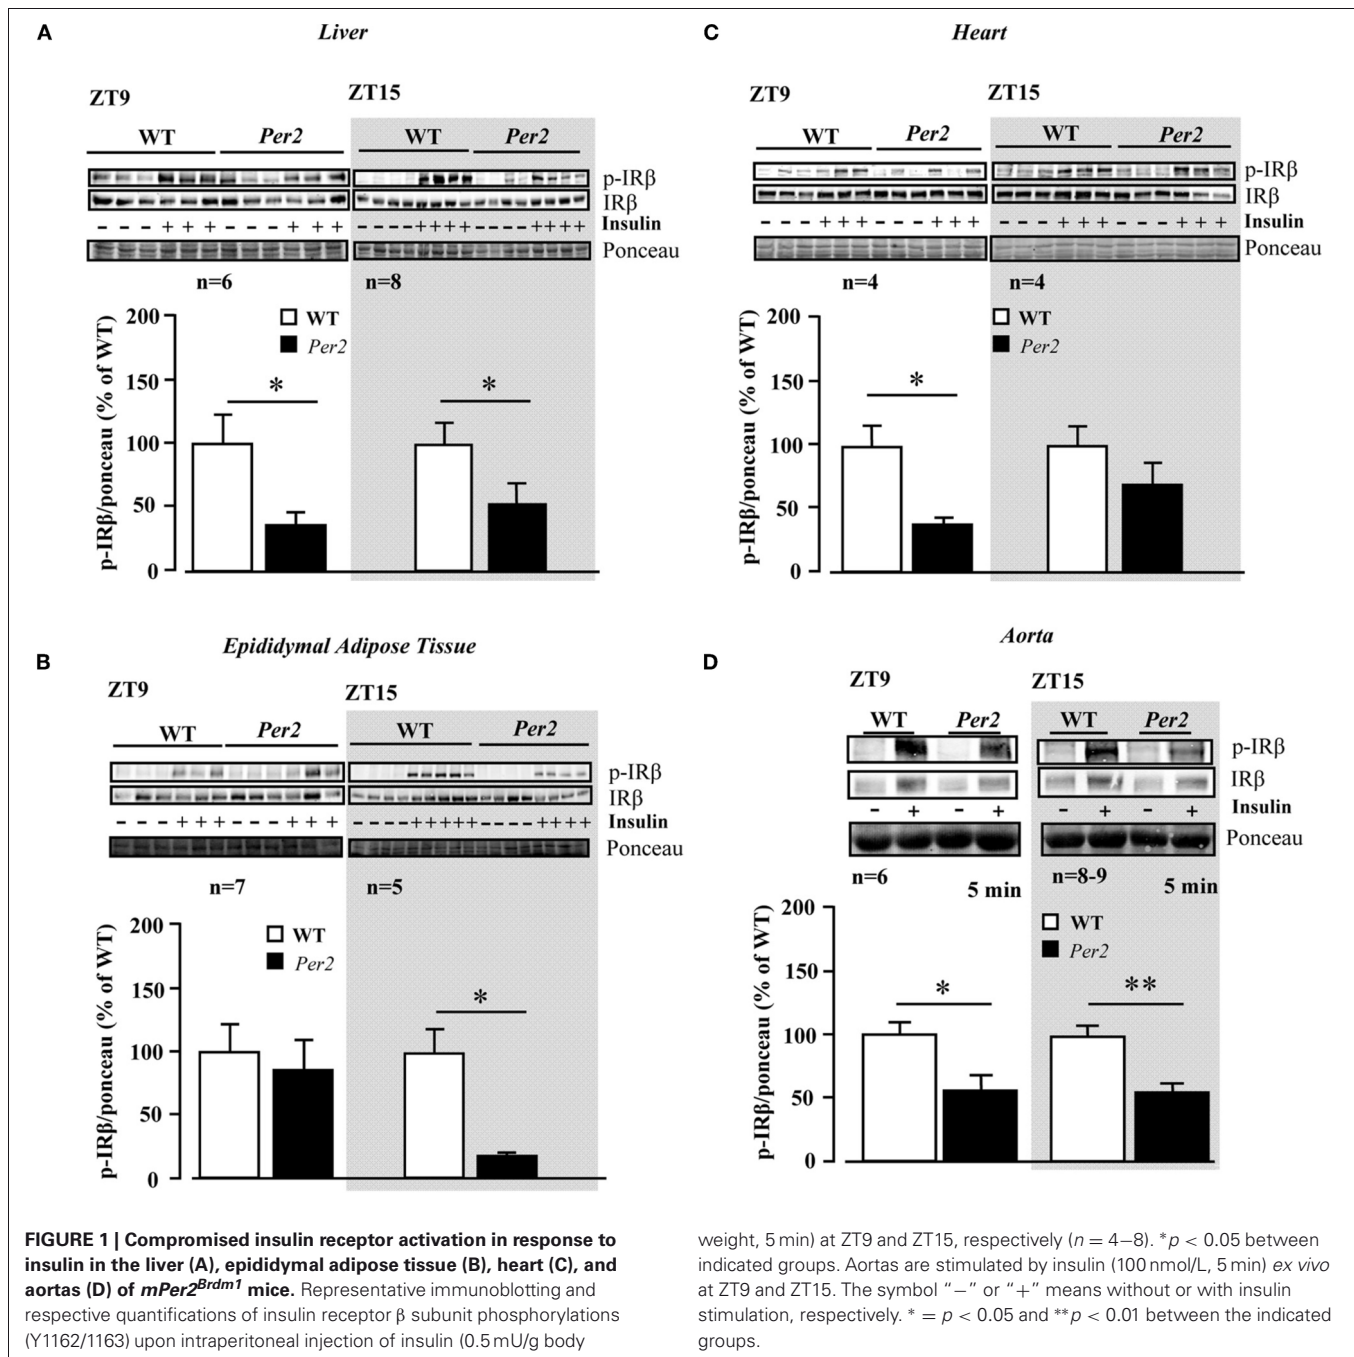 A
Liver
ZT9
ZT15
WT
Per2
WT
Per2
p-IRβ
IRβ
- - - + + + - - - + + +
- - - - + + + + - - - - + + + +
Insulin
Ponceau
n=6
n=8
p-IRβ/ponceau (% of WT)
200
150
100
50
0
WT
Per2
*
*
C
Heart
ZT9
ZT15
WT
Per2
WT
Per2
p-IRβ
IRβ
- - - + + + - - - + + +
- - - + + + - - - + + +
Insulin
Ponceau
n=4
n=4
p-IRβ/ponceau (% of WT)
200
150
100
50
0
WT
Per2
*
B
Epididymal Adipose Tissue
ZT9
ZT15
WT
Per2
WT
Per2
p-IRβ
IRβ
- - - + + + - - - + + +
- - - - + + + + + - - - - + + + +
Insulin
Ponceau
n=7
n=5
p-IRβ/ponceau (% of WT)
200
150
100
50
0
WT
Per2
*
D
Aorta
ZT9
ZT15
WT
Per2
WT
Per2
p-IRβ
IRβ
- + - +
- + - +
Insulin
Ponceau
n=6
5 min
n=8-9
5 min
p-IRβ/ponceau (% of WT)
200
150
100
50
0
WT
Per2
*
**
FIGURE 1 | Compromised insulin receptor activation in response to
insulin in the liver (A), epididymal adipose tissue (B), heart (C), and
aortas (D) of mPer2Brdm1 mice. Representative immunoblotting and
respective quantifications of insulin receptor β subunit phosphorylations
(Y1162/1163) upon intraperitoneal injection of insulin (0.5 mU/g body
weight, 5 min) at ZT9 and ZT15, respectively (n = 4–8). *p < 0.05 between
indicated groups. Aortas are stimulated by insulin (100 nmol/L, 5 min) ex vivo
at ZT9 and ZT15. The symbol “−” or “+” means without or with insulin
stimulation, respectively. * = p < 0.05 and **p < 0.01 between the indicated
groups.